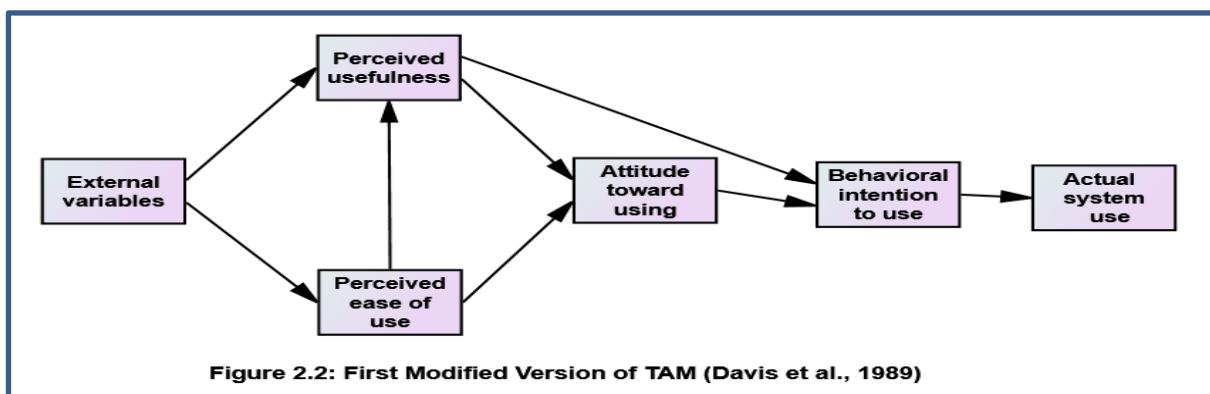 Perceived
usefulness
External
variables
Attitude
toward
using
Behavioral
intention
to use
Actual
system
use
Perceived
ease of
use
Figure 2.2: First Modified Version of TAM (Davis et al., 1989)